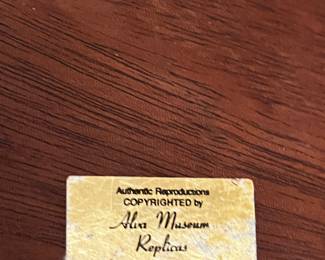 Authentic Reproductions
COPYRIGHTED by
Alva Museum
Replicas